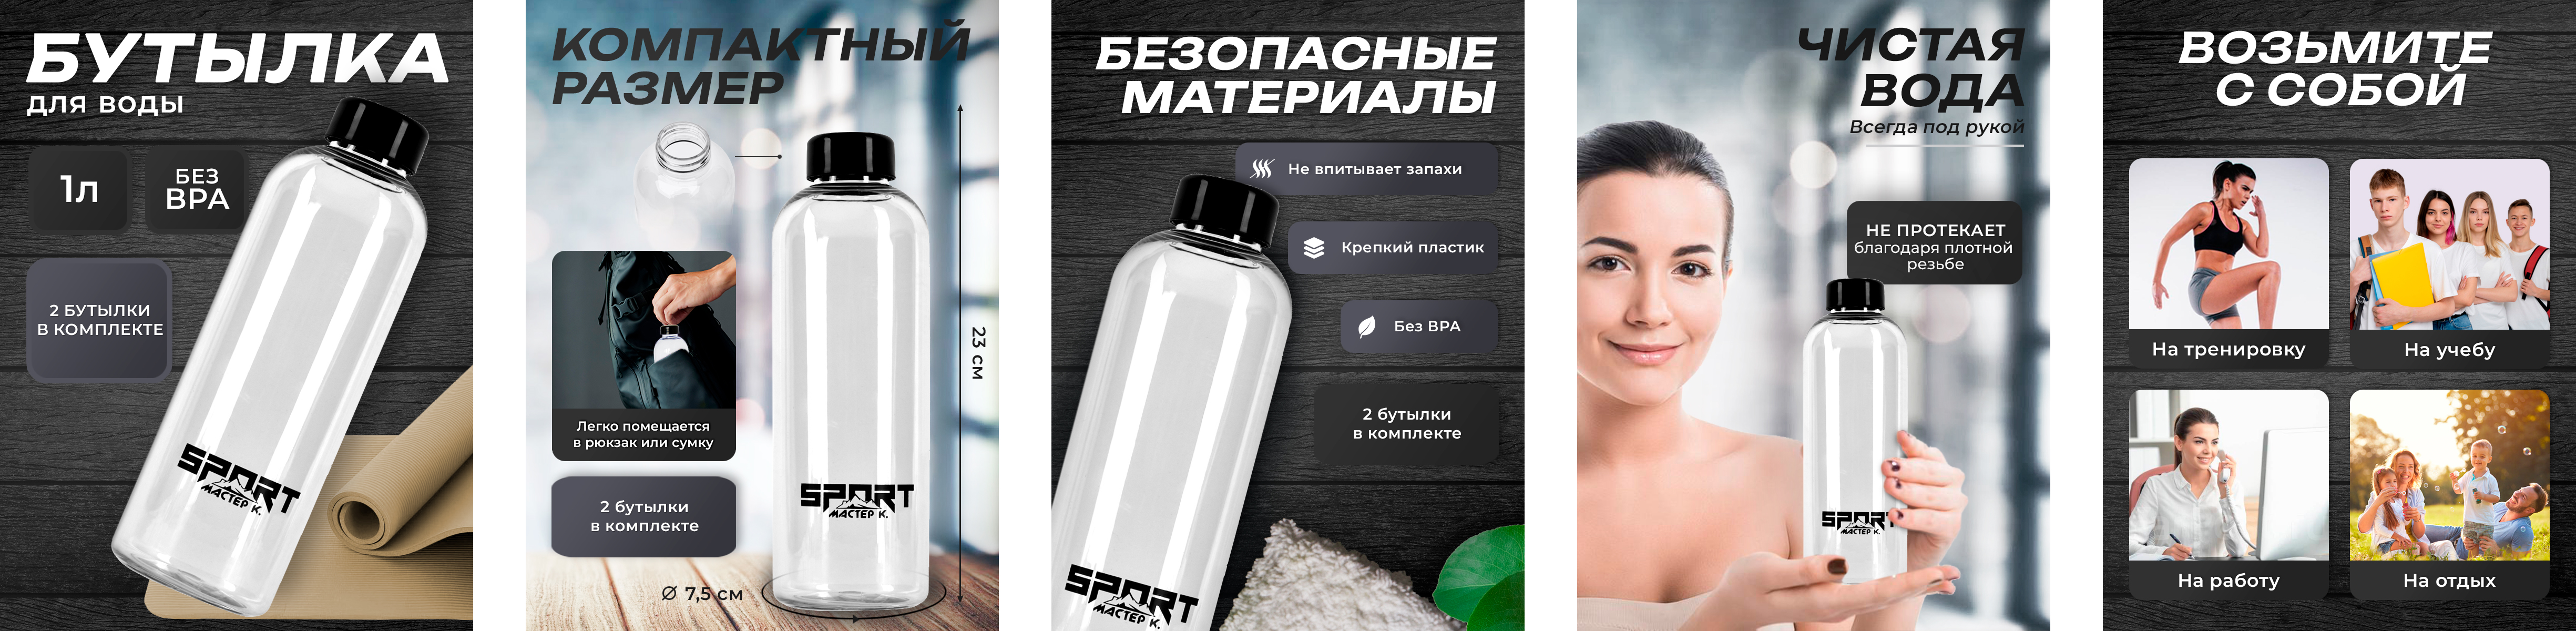 БУТЫЛКА
ДЛЯ ВОДЫ
1л
БЕЗ
BPA
2 БУТЫЛКИ
В КОМПЛЕКТЕ
SPORT
МАСТЕР К.
КОМПАКТНЫЙ
РАЗМЕР
23 см
Легко помещается
в рюкзак или сумку
2 бутылки
в комплекте
SPORT
МАСТЕР К.
Ø 7,5 см
БЕЗОПАСНЫЕ
МАТЕРИАЛЫ
Не впитывает запахи
Крепкий пластик
Без BPA
2 бутылки
в комплекте
SPORT
МАСТЕР К.
ЧИСТАЯ
ВОДА
Всегда под рукой
НЕ ПРОТЕКАЕТ
благодаря плотной
резьбе
SPORT
МАСТЕР К.
ВОЗЬМИТЕ
С СОБОЙ
На тренировку
На учебу
На работу
На отдых